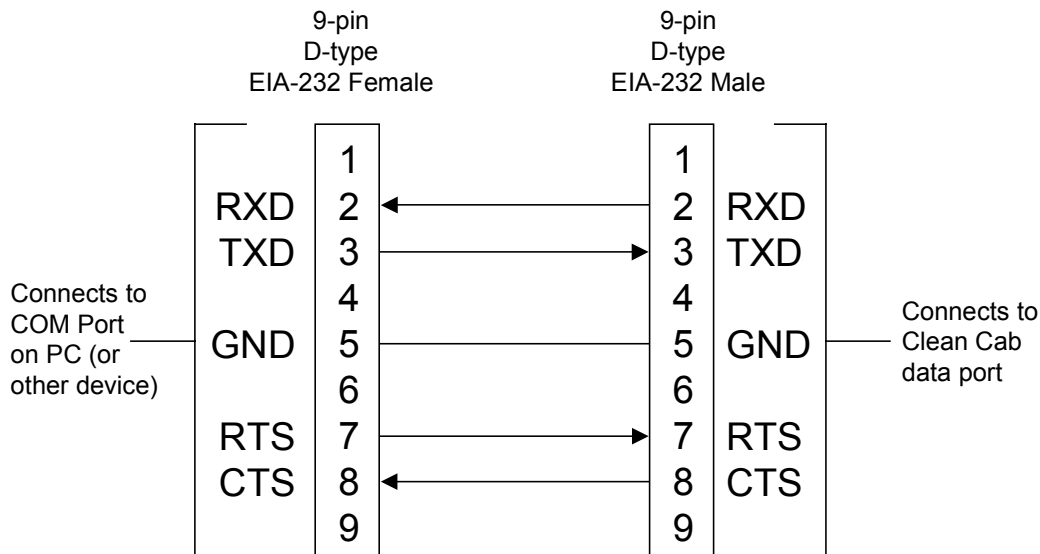 9-pin
D-type
EIA-232 Female
9-pin
D-type
EIA-232 Male
1 1
RXD 2 2 RXD
TXD 3 3 TXD
4 4
GND 5 5 GND
6 6
RTS 7 7 RTS
CTS 8 8 CTS
9 9
Connects to
COM Port
on PC (or
other device)
Connects to
Clean Cab
data port